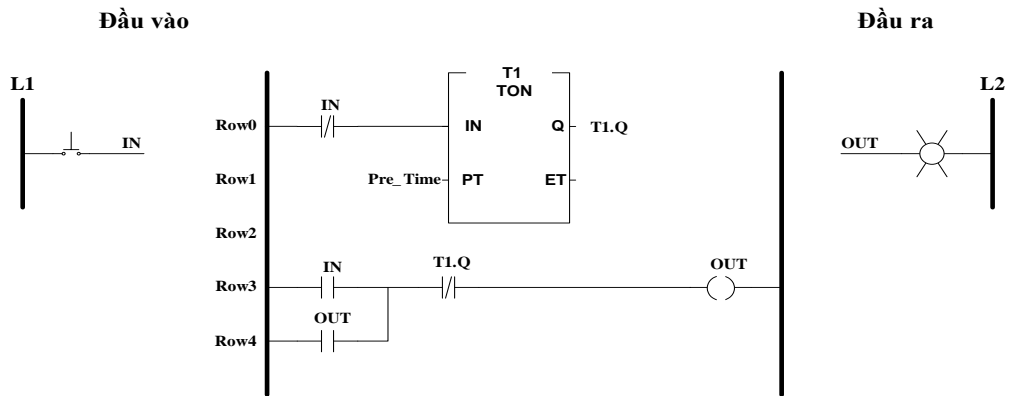 Đầu vào
Đầu ra
L1
L2
T1
TON
IN
Row0
IN
Q
T1.Q
IN
OUT
Row1
Pre_Time
PT
ET
Row2
IN
T1.Q
OUT
Row3
OUT
Row4